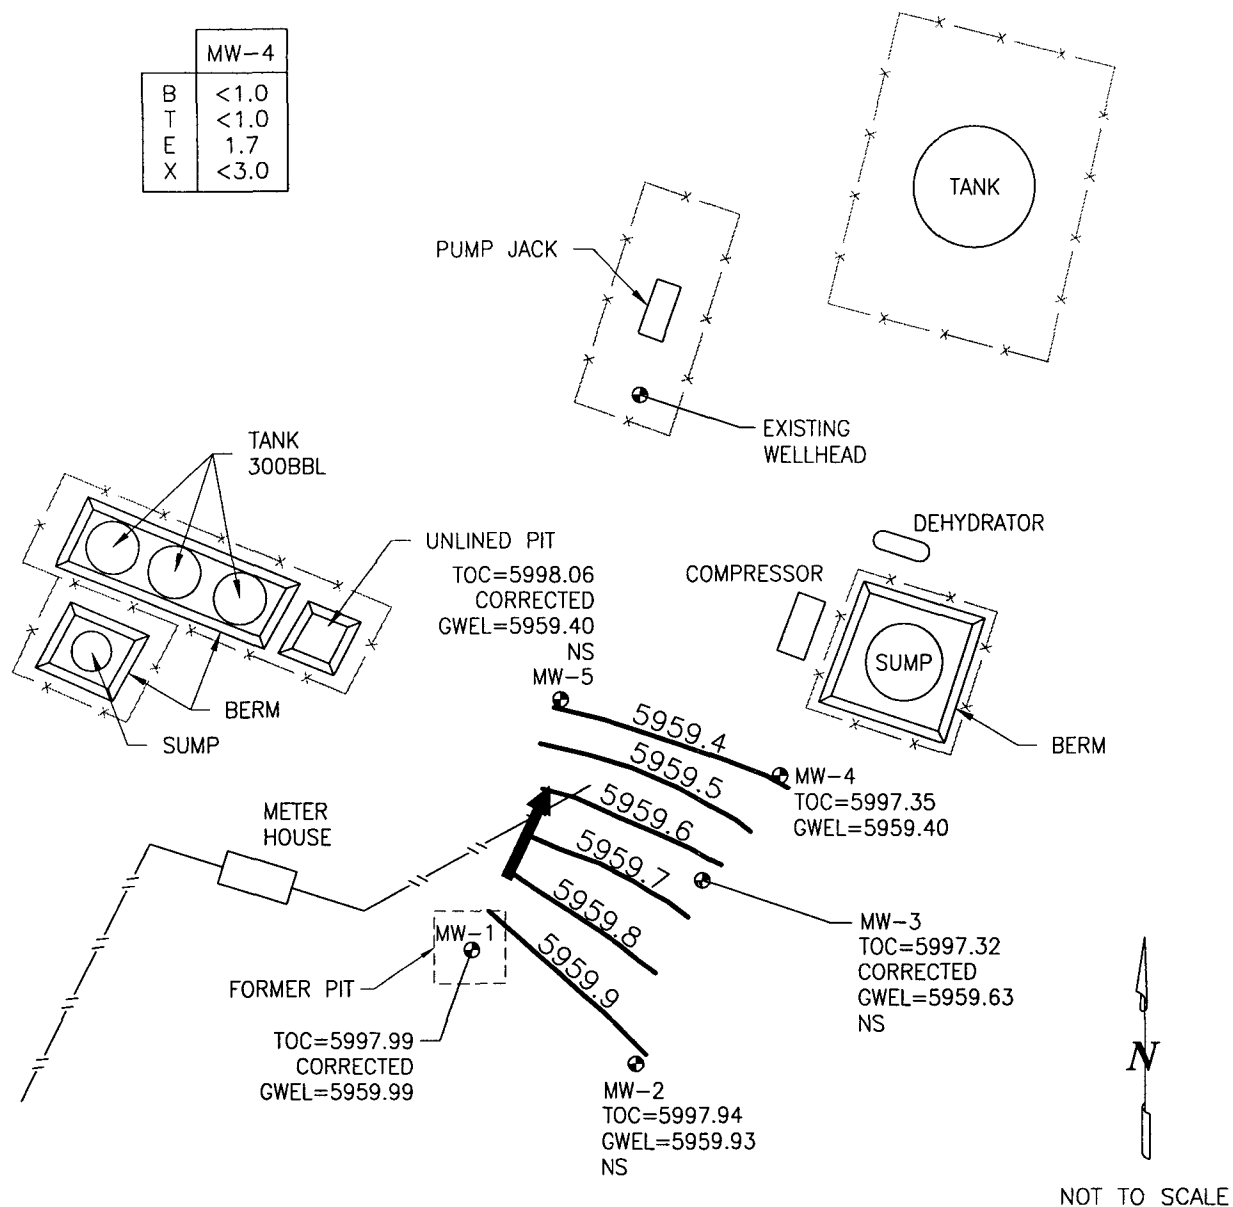 MW-4
B <1.0
T <1.0
E 1.7
X <3.0
TANK
PUMP JACK
EXISTING
WELLHEAD
TANK
300BBL
UNLINED PIT
DEHYDRATOR
COMPRESSOR
SUMP
BERM
BERM
SUMP
TOC=5998.06
CORRECTED
GWEL=5959.40
NS
MW-5
5959.4
5959.5
5959.6
5959.7
5959.8
5959.9
MW-4
TOC=5997.35
GWEL=5959.40
METER
HOUSE
MW-1
FORMER PIT
TOC=5997.99
CORRECTED
GWEL=5959.99
MW-3
TOC=5997.32
CORRECTED
GWEL=5959.63
NS
MW-2
TOC=5997.94
GWEL=5959.93
NS
N
NOT TO SCALE